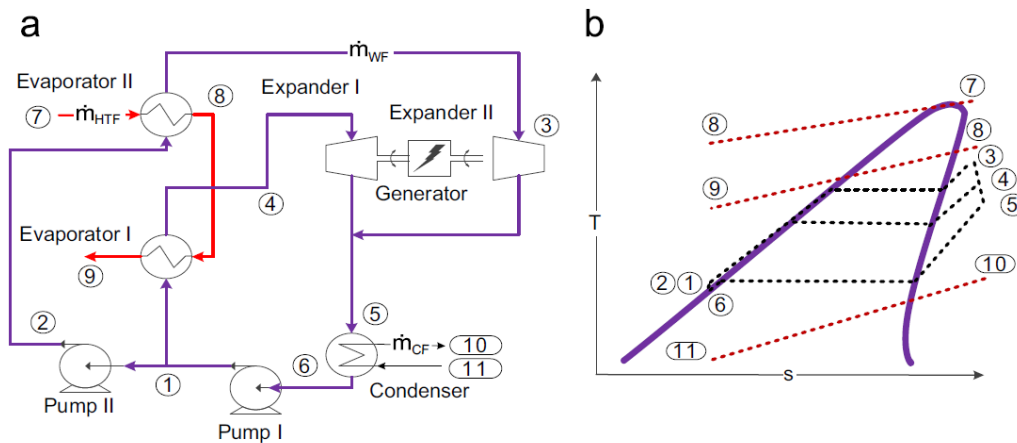 a
ṁWF
Evaporator II
⑧
Expander I
⑦
ṁHTF
Expander II
③
Generator
④
Evaporator I
⑨
②
⑤
ṁCF
⑩
⑪
⑥
Condenser
①
Pump II
Pump I
b
⑦
⑧
⑧
③
⑨
④
⑤
T
⑩
② ①
⑥
⑪
s